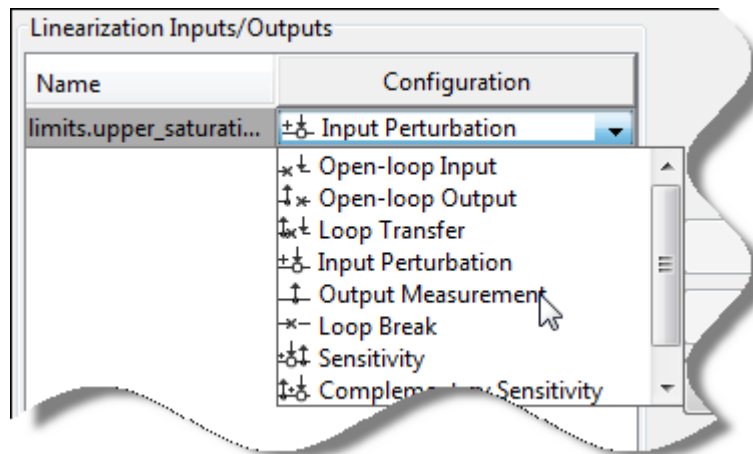 Linearization Inputs/Outputs
Name Configuration
limits.upper_saturati... Input Perturbation
Open-loop Input
Open-loop Output
Loop Transfer
Input Perturbation
Output Measurement
Loop Break
Sensitivity
Complementary Sensitivity